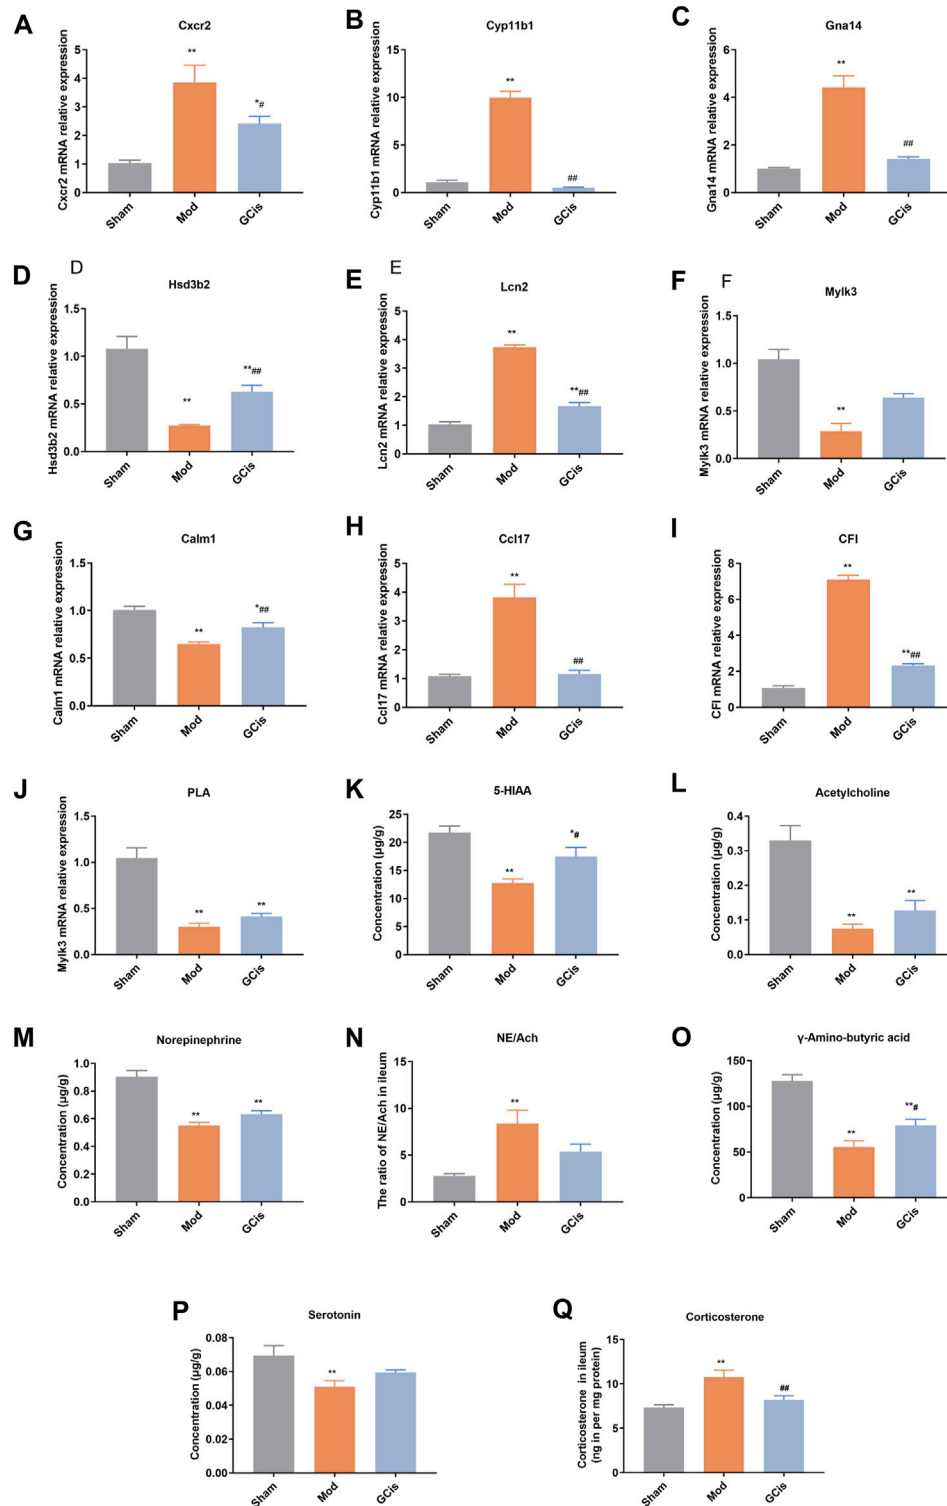 A
Cxcr2
Cxcr2 mRNA relative expression
5
4
3
2
1
0
**
*#
Sham
Mod
GCis
B
Cyp11b1
Cyp11b1 mRNA relative expression
15
10
5
0
**
##
Sham
Mod
GCis
C
Gna14
Gna14 mRNA relative expression
6
4
2
0
**
##
Sham
Mod
GCis
D
D
Hsd3b2
Hsd3b2 mRNA relative expression
1.5
1.0
0.5
0.0
**
**##
Sham
Mod
GCis
E
E
Lcn2
Lcn2 mRNA relative expression
5
4
3
2
1
0
**
**##
Sham
Mod
GCis
F
F
Mylk3
Mylk3 mRNA relative expression
1.5
1.0
0.5
0.0
**
Sham
Mod
GCis
G
Calm1
Calm1 mRNA relative expression
1.5
1.0
0.5
0.0
**
*##
Sham
Mod
GCis
H
Ccl17
Ccl17 mRNA relative expression
5
4
3
2
1
0
**
##
Sham
Mod
GCis
I
CFI
CFI mRNA relative expression
8
6
4
2
0
**
**##
Sham
Mod
GCis
J
PLA
Mylk3 mRNA relative expression
1.5
1.0
0.5
0.0
**
**
Sham
Mod
GCis
K
5-HIAA
Concentration (µg/g)
25
20
15
10
5
0
**
*#
Sham
Mod
GCis
L
Acetylcholine
Concentration (µg/g)
0.4
0.3
0.2
0.1
0.0
**
**
Sham
Mod
GCis
M
Norepinephrine
Concentration (µg/g)
1.0
0.8
0.6
0.4
0.2
0.0
**
**
Sham
Mod
GCis
N
NE/Ach
The ratio of NE/Ach in ileum
15
10
5
0
**
Sham
Mod
GCis
O
γ-Amino-butyric acid
Concentration (µg/g)
150
100
50
0
**
**#
Sham
Mod
GCis
P
Serotonin
Concentration (µg/g)
0.08
0.06
0.04
0.02
0.00
**
Sham
Mod
GCis
Q
Corticosterone
Corticosterone in ileum
(ng in per mg protein)
15
10
5
0
**
##
Sham
Mod
GCis